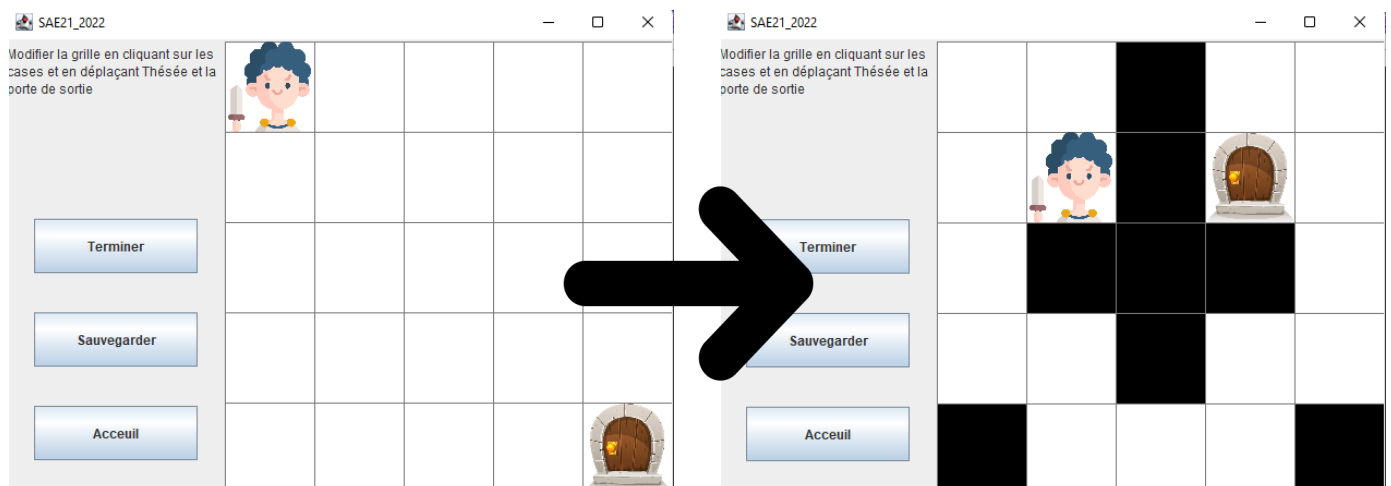 SAE21_2022
Modifier la grille en cliquant sur les
cases et en déplaçant Thésée et la
porte de sortie
Terminer
Sauvegarder
Acceuil
SAE21_2022
Modifier la grille en cliquant sur les
cases et en déplaçant Thésée et la
porte de sortie
Terminer
Sauvegarder
Acceuil